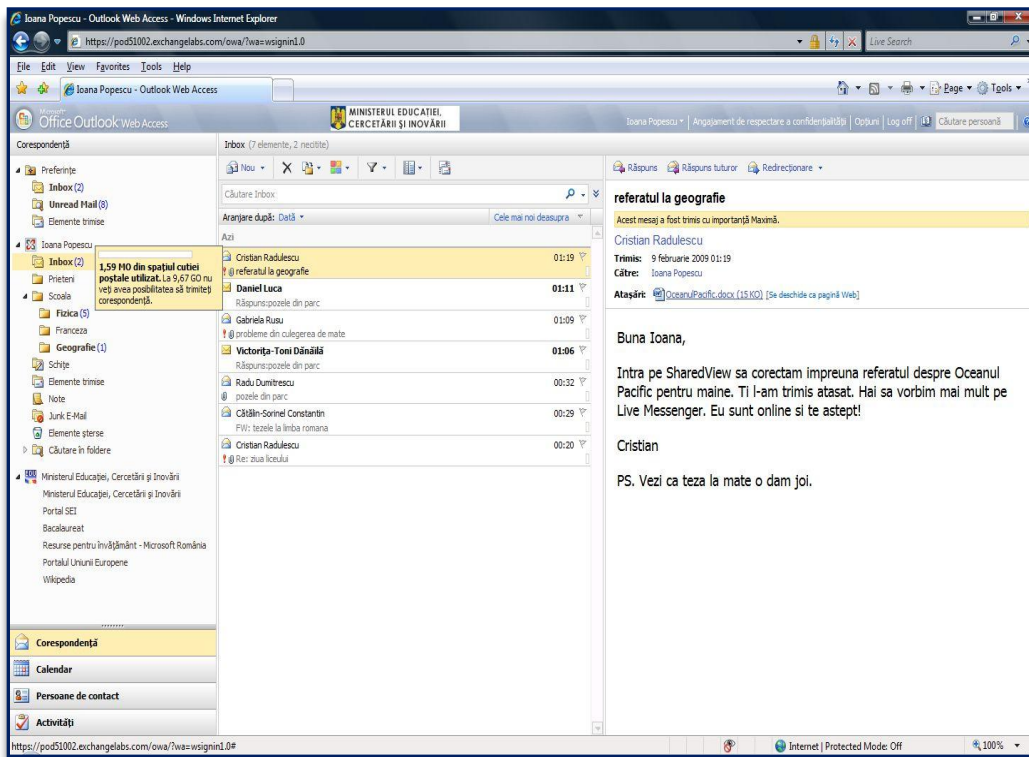 Ioana Popescu - Outlook Web Access - Windows Internet Explorer
https://pod51002.exchangelabs.com/owa/?wa=wsignin1.0
Live Search
File Edit View Favorites Tools Help
Ioana Popescu - Outlook Web Access
Page Tools
Microsoft
Office Outlook Web Access
MINISTERUL EDUCAȚIEI,
CERCETĂRII ȘI INOVĂRII
Ioana Popescu | Angajament de respectare a confidențialității | Opțiuni | Log off | Căutare persoană
Corespondență
Preferințe
Inbox (2)
Unread Mail (8)
Elemente trimise
Ioana Popescu
Inbox (2)
Prieteni
Scoala
Fizica (5)
Franceza
Geografie (1)
Schițe
Elemente trimise
Note
Junk E-Mail
Elemente șterse
Căutare în foldere
1,59 MO din spațiul cutiei
poștale utilizat. La 9,67 GO nu
veți avea posibilitatea să trimiteți
corespondență.
Ministerul Educației, Cercetării și Inovării
Ministerul Educației, Cercetării și Inovării
Portal SEI
Bacalaureat
Resurse pentru învățământ - Microsoft România
Portalul Uniunii Europene
Wikipedia
Corespondență
Calendar
Persoane de contact
Activități
Inbox (7 elemente, 2 necitite)
Nou
Căutare Inbox
Aranjare după: Dată Cele mai noi deasupra
Azi
Cristian Radulescu 01:19
referatul la geografie
Daniel Luca 01:11
Răspuns:pozele din parc
Gabriela Rusu 01:09
probleme din culegerea de mate
Victorița-Toni Dănăilă 01:06
Răspuns:pozele din parc
Radu Dumitrescu 00:32
pozele din parc
Cătălin-Sorinel Constantin 00:29
FW: tezele la limba romana
Cristian Radulescu 00:20
Re: ziua liceului
Răspuns Răspuns tuturor Redirecționare
referatul la geografie
Acest mesaj a fost trimis cu importanță Maximă.
Cristian Radulescu
Trimis: 9 februarie 2009 01:19
Către: Ioana Popescu
Atașări: OceanulPacific.docx (15 KO) [Se deschide ca pagină Web]
Buna Ioana,
Intra pe SharedView sa corectam impreuna referatul despre Oceanul
Pacific pentru maine. Ti l-am trimis atasat. Hai sa vorbim mai mult pe
Live Messenger. Eu sunt online si te astept!
Cristian
PS. Vezi ca teza la mate o dam joi.
https://pod51002.exchangelabs.com/owa/?wa=wsignin1.0#
Internet | Protected Mode: Off
100%